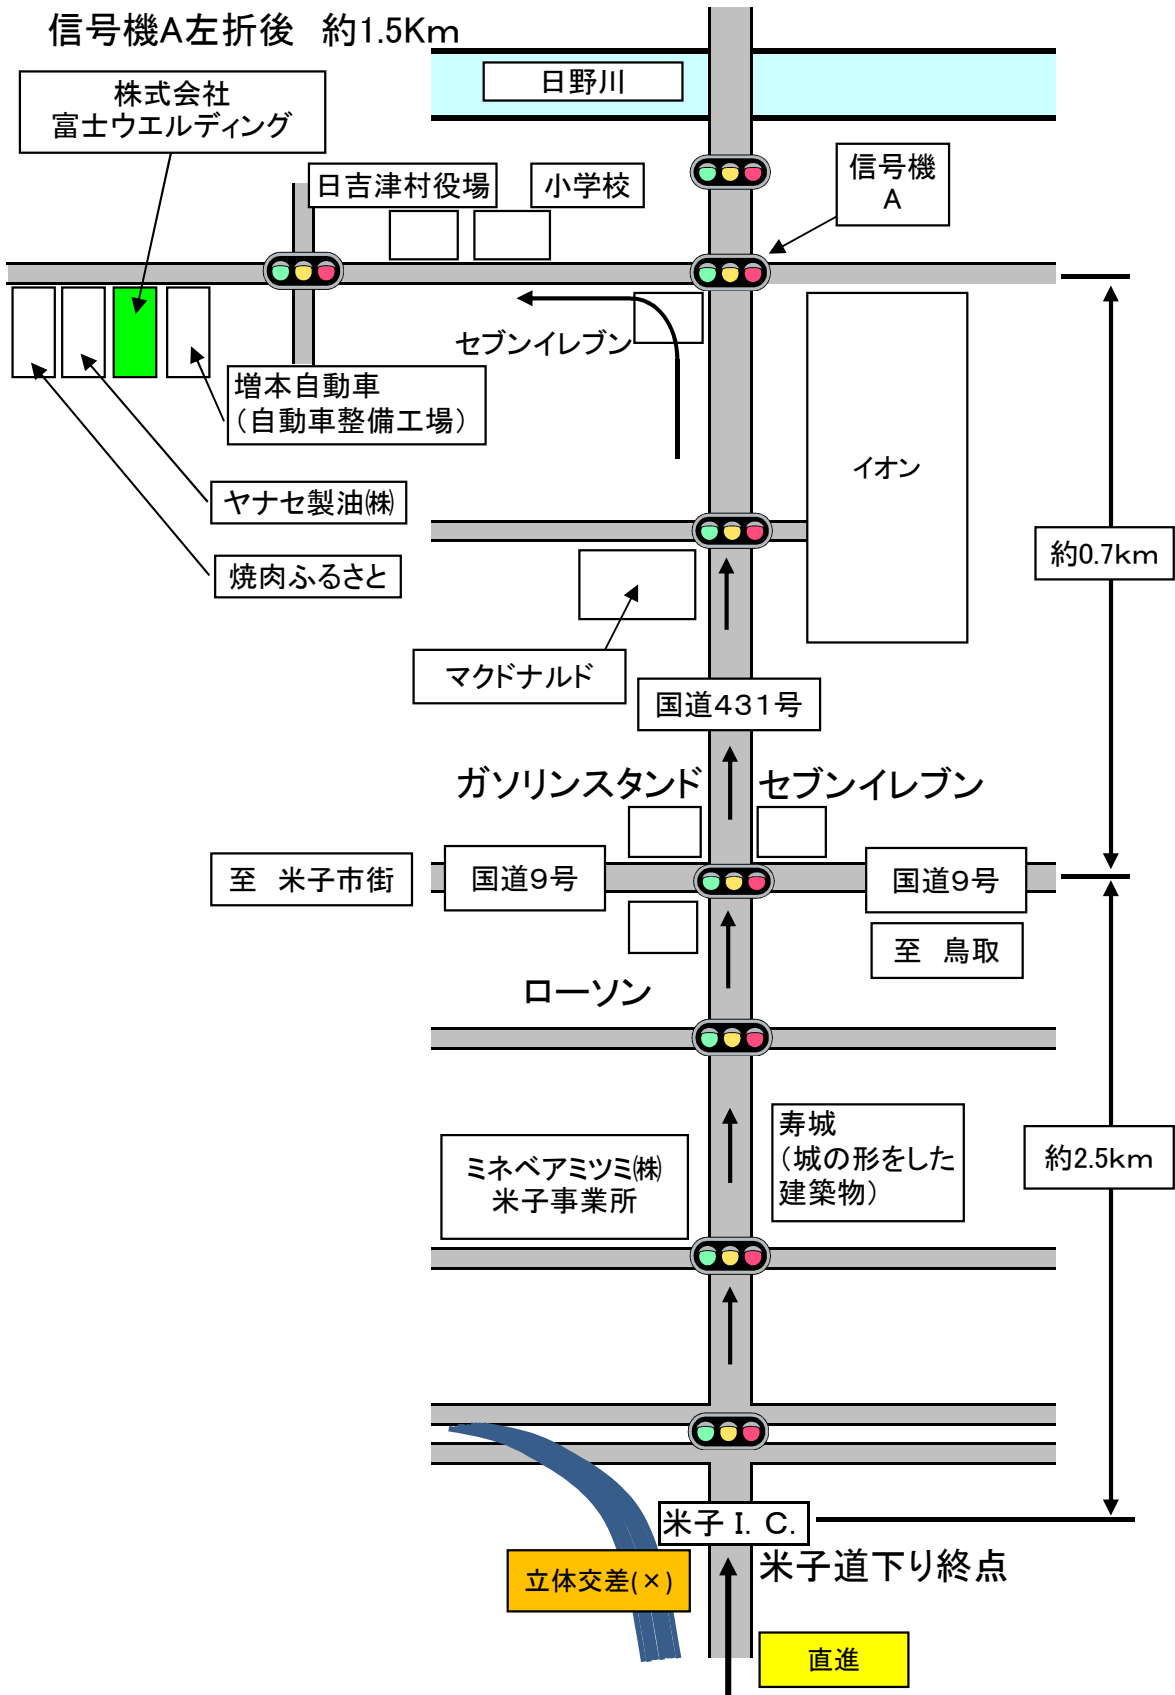 信号機A左折後　約1.5Km
株式会社
富士ウエルディング
日野川
日吉津村役場
小学校
信号機
A
セブンイレブン
増本自動車
（自動車整備工場）
イオン
ヤナセ製油㈱
焼肉ふるさと
約0.7km
マクドナルド
国道431号
ガソリンスタンド
セブンイレブン
至　米子市街
国道9号
国道9号
至　鳥取
ローソン
寿城
（城の形をした
建築物）
ミネベアミツミ㈱
米子事業所
約2.5km
米子 I. C.
米子道下り終点
立体交差(×)
直進